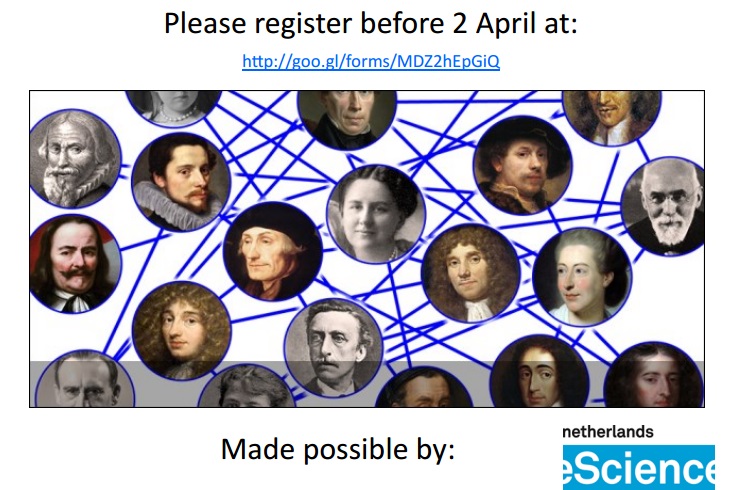 Please register before 2 April at:
http://goo.gl/forms/MDZ2hEpGiQ
Made possible by:
netherlands
eScience